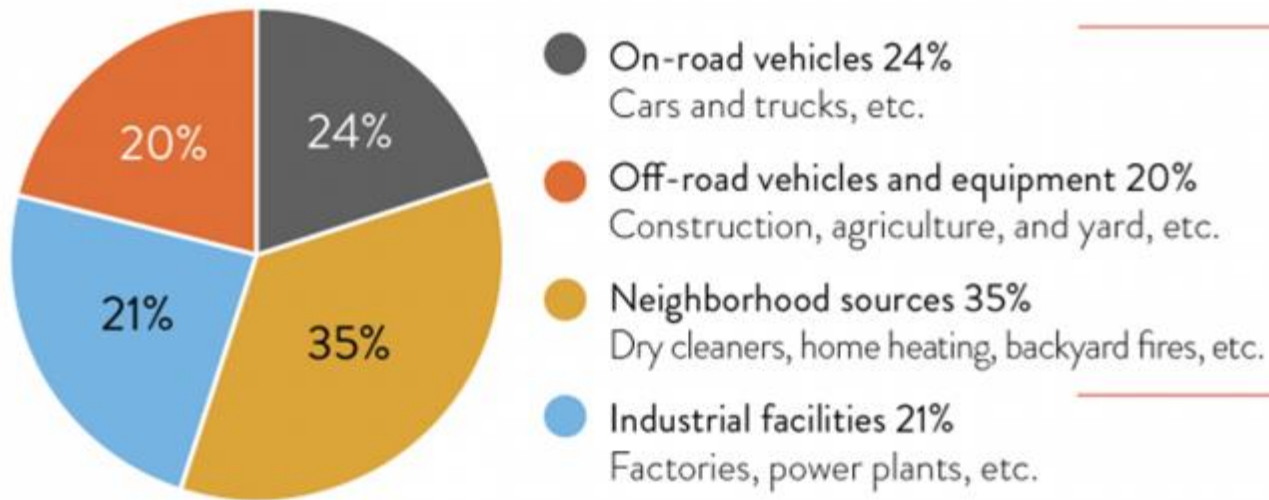 20%
24%
21%
35%
On-road vehicles 24%
Cars and trucks, etc.
Off-road vehicles and equipment 20%
Construction, agriculture, and yard, etc.
Neighborhood sources 35%
Dry cleaners, home heating, backyard fires, etc.
Industrial facilities 21%
Factories, power plants, etc.